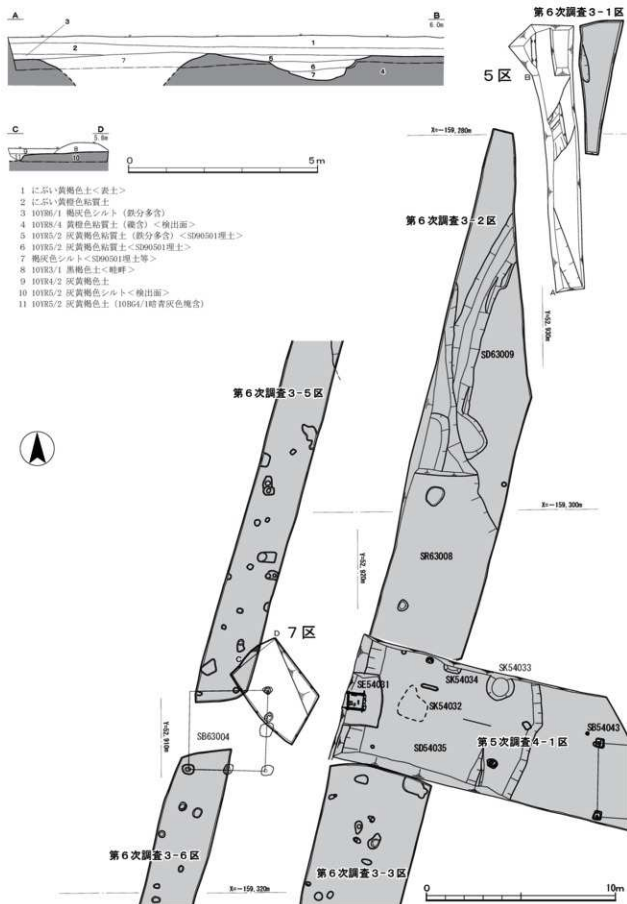 A
B
6.0m
3
1
2
7
5
6
7
4
C
D
5.8m
8
9
11
10
0
5m
1 にぶい黄褐色土<表土>
2 にぶい黄橙色粘質土
3 10YR6/1 褐灰色シルト（鉄分多含）
4 10YR8/4 黄橙色粘質土（礫含）<検出面>
5 10YR5/2 灰黄褐色粘質土（鉄分多含）<SD90501埋土>
6 10YR5/2 灰黄褐色粘質土<SD90501埋土>
7 褐灰色シルト<SD90501埋土等>
8 10YR3/1 黒褐色土<畦畔>
9 10YR4/2 灰黄褐色土
10 10YR5/2 灰黄褐色シルト<検出面>
11 10YR5/2 灰黄褐色土（10BG4/1暗青灰色塊含）
第6次調査3-1区
5区
B
A
X=-159,280m
第6次調査3-2区
Y=52,930m
SD63009
第6次調査3-5区
X=-159,300m
Y=52,920m
SR63008
7区
D
C
SE54031
SK54034
SK54033
SK54032
SB54043
SD54035
第5次調査4-1区
SB63004
Y=52,910m
第6次調査3-6区
第6次調査3-3区
X=-159,320m
0
10m